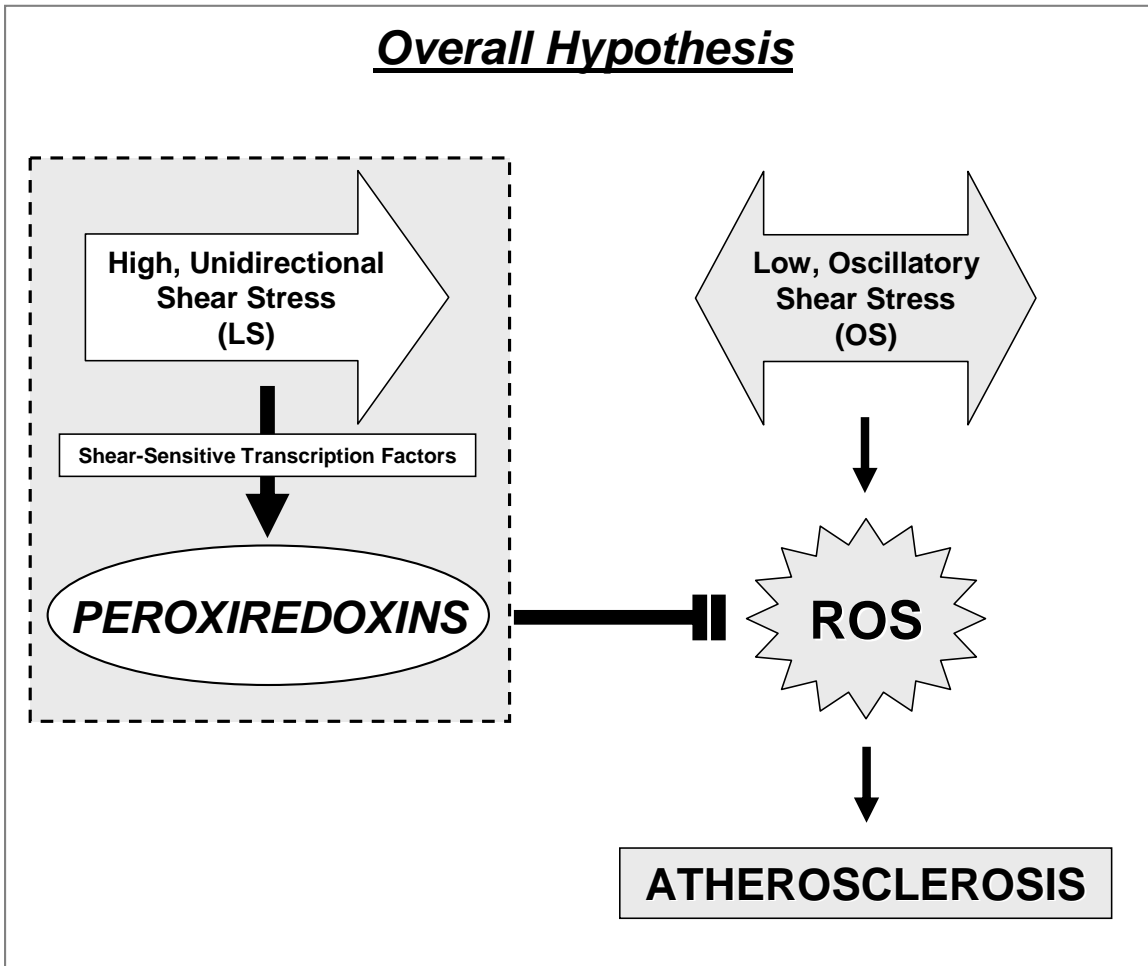 Overall Hypothesis
High, Unidirectional
Shear Stress
(LS)
Shear-Sensitive Transcription Factors
PEROXIREDOXINS
Low, Oscillatory
Shear Stress
(OS)
ROS
ATHEROSCLEROSIS